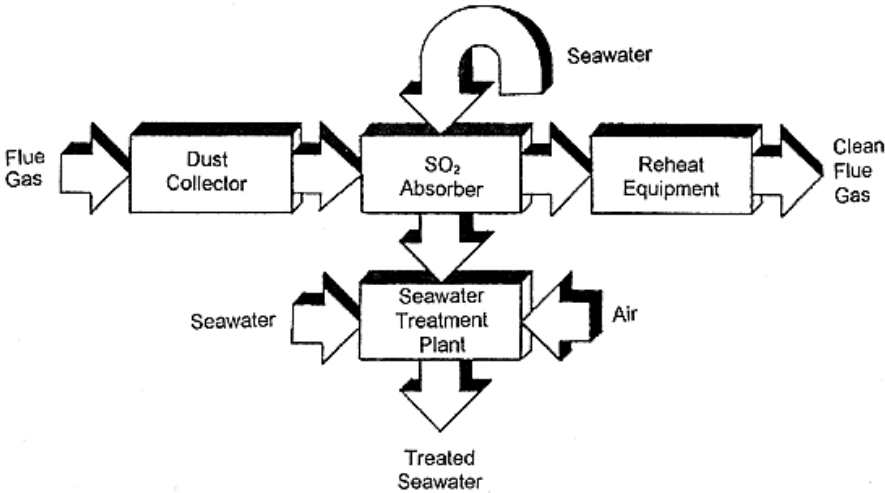 Seawater
Flue
Gas
Dust
Collector
SO₂
Absorber
Reheat
Equipment
Clean
Flue
Gas
Seawater
Seawater
Treatment
Plant
Air
Treated
Seawater